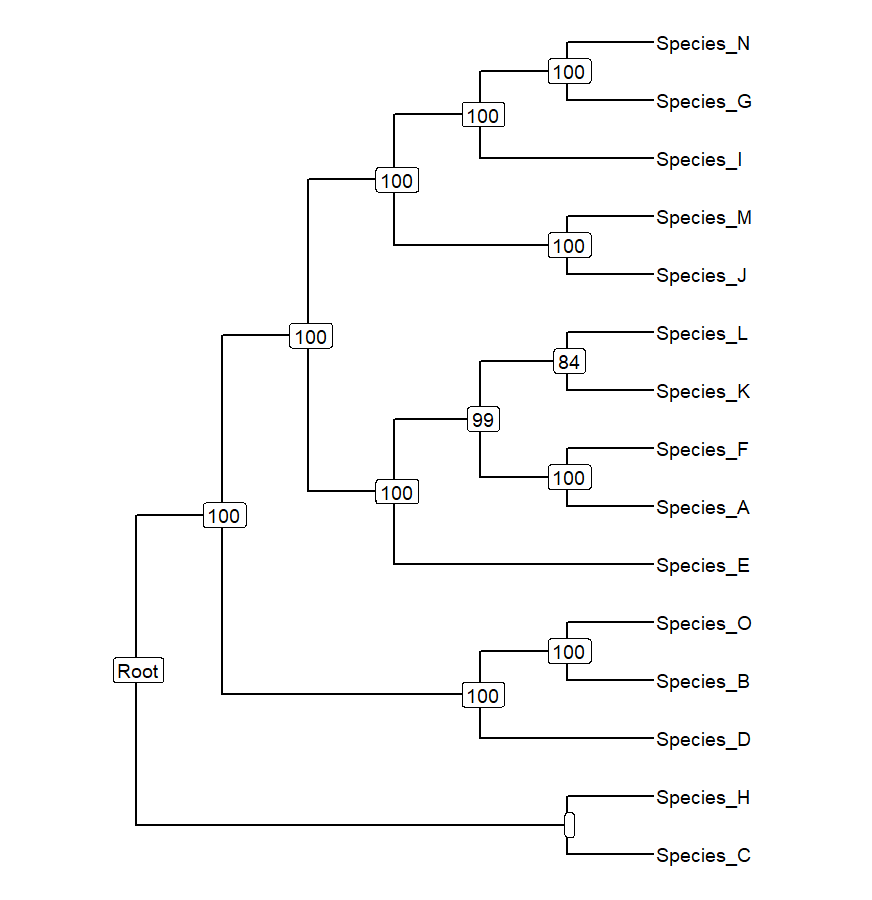 Species_N
100
Species_G
100
Species_I
100
Species_M
100
Species_J
100
Species_L
84
Species_K
99
Species_F
100
Species_A
100
100
Species_E
Species_O
100
Species_B
Root
100
Species_D
Species_H
Species_C